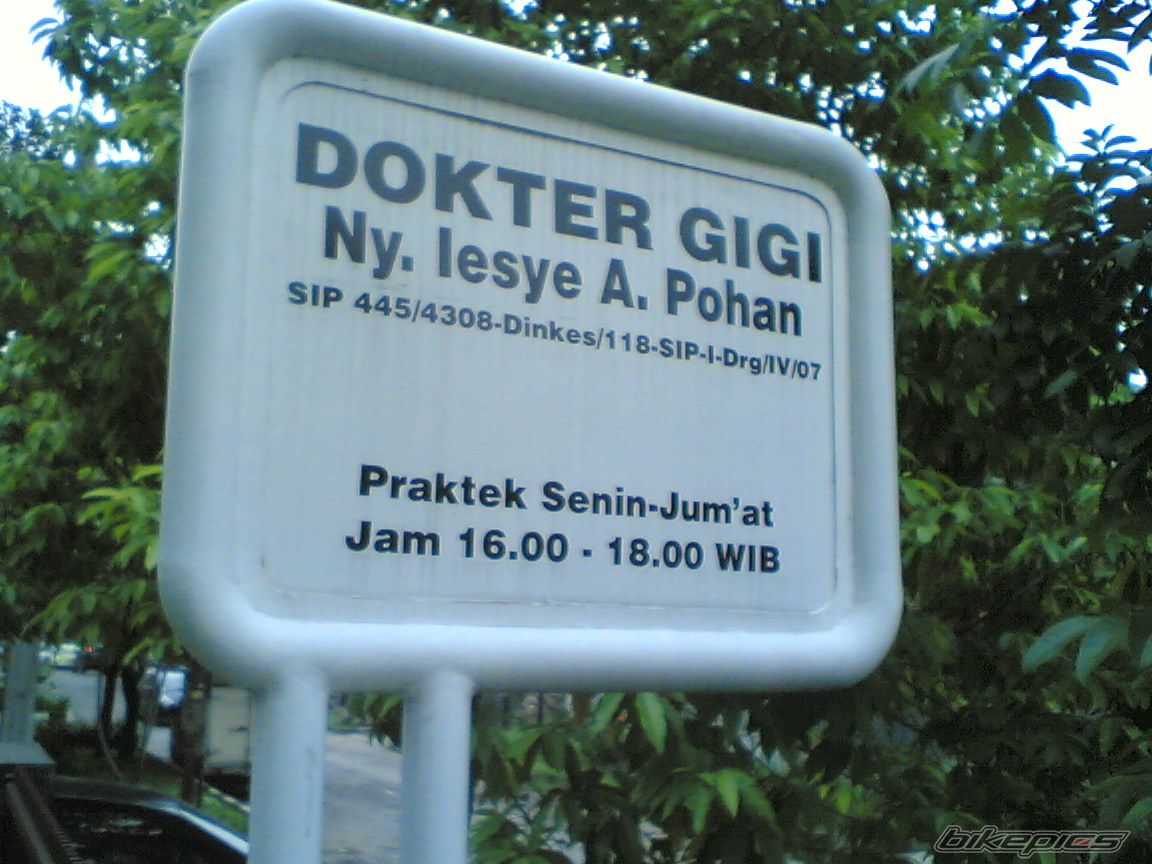 DOKTER GIGI
Ny. Iesye A. Pohan
SIP 445/4308-Dinkes/118-SIP-I-Drg/IV/07
Praktek Senin-Jum'at
Jam 16.00 - 18.00 WIB
bikepics